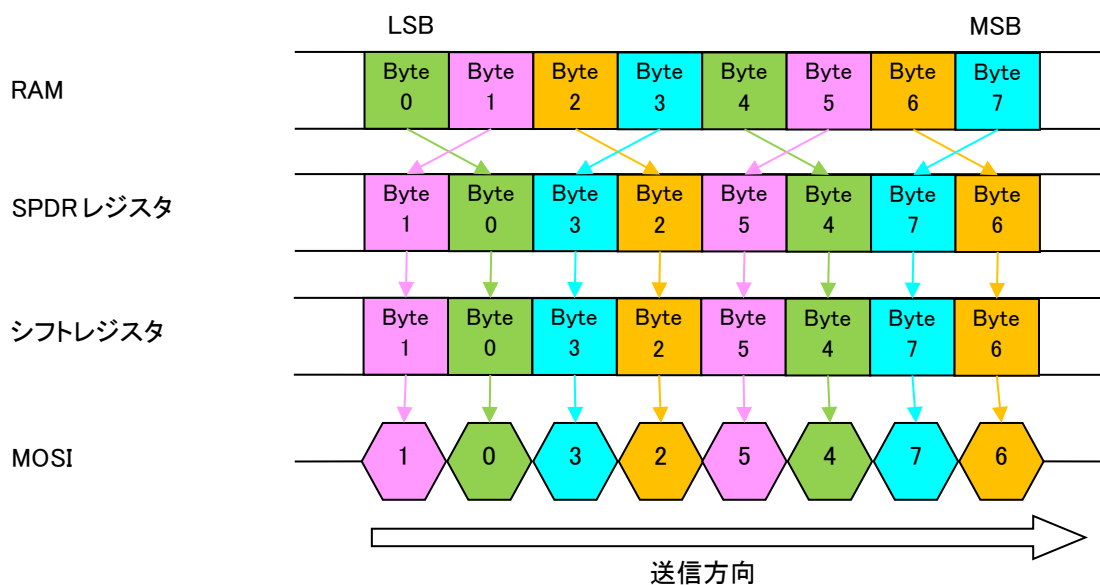 LSB MSB
RAM
Byte Byte Byte Byte Byte Byte Byte Byte
0 1 2 3 4 5 6 7
SPDRレジスタ
Byte Byte Byte Byte Byte Byte Byte Byte
1 0 3 2 5 4 7 6
シフトレジスタ
Byte Byte Byte Byte Byte Byte Byte Byte
1 0 3 2 5 4 7 6
MOSI 1 0 3 2 5 4 7 6
送信方向